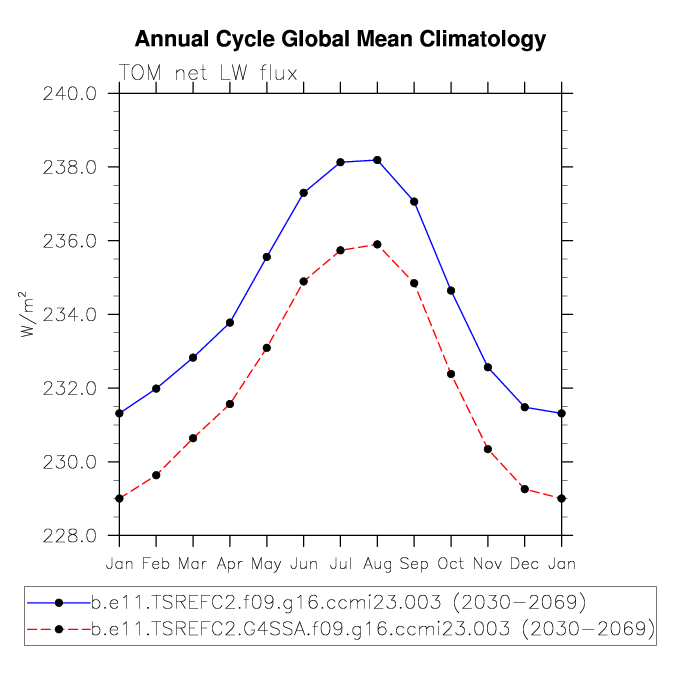 Annual Cycle Global Mean Climatology
TOM net LW flux
240.0
238.0
236.0
234.0
232.0
230.0
228.0
W/m²
Jan Feb Mar Apr May Jun Jul Aug Sep Oct Nov Dec Jan
b.e11.TSREFC2.f09.g16.ccmi23.003 (2030-2069)
b.e11.TSREFC2.G4SSA.f09.g16.ccmi23.003 (2030-2069)